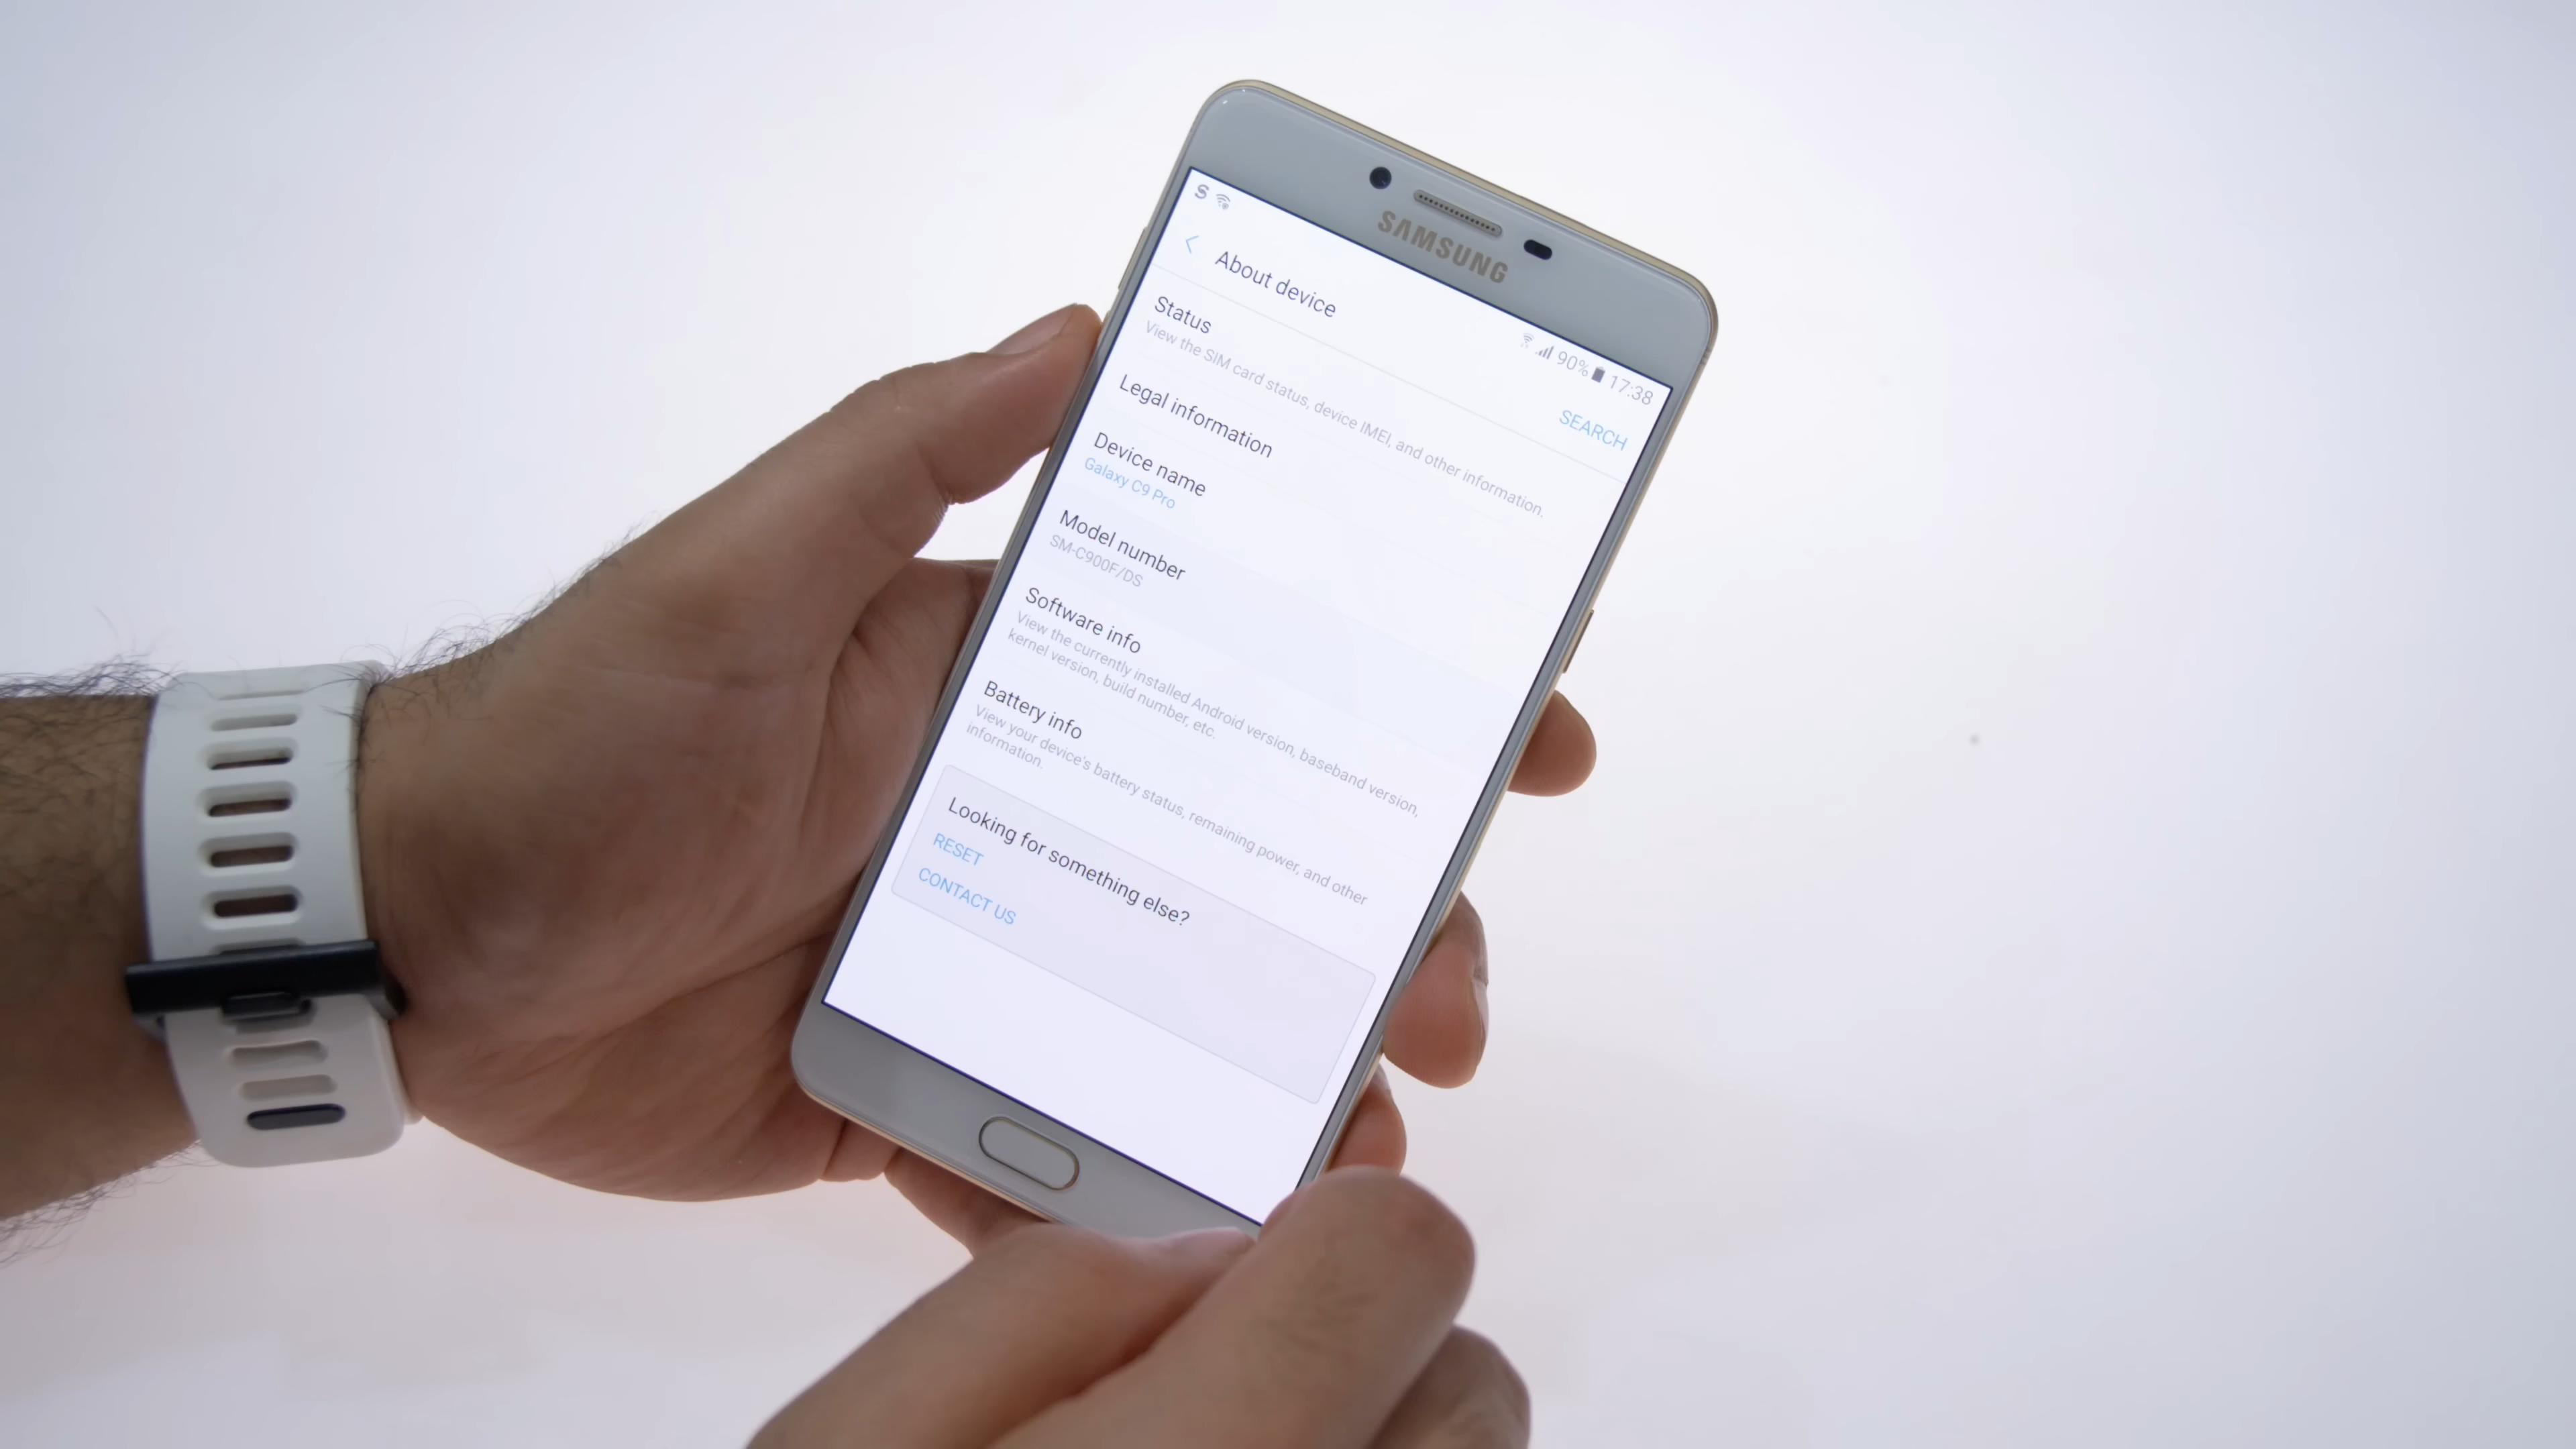 SAMSUNG
90% 17:38
About device
SEARCH
Status
View the SIM card status, device IMEI, and other information.
Legal information
Device name
Galaxy C9 Pro
Model number
SM-C900F/DS
Software info
View the currently installed Android version, baseband version,
kernel version, build number, etc.
Battery info
View your device's battery status, remaining power, and other
information.
Looking for something else?
RESET
CONTACT US